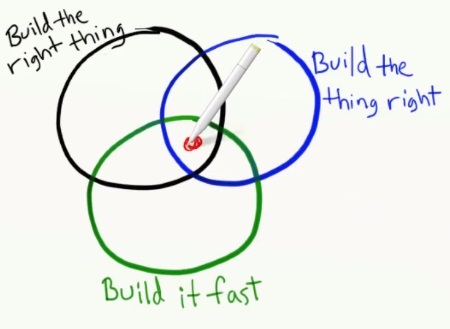 Build the
right thing
Build the
thing right
Build it fast